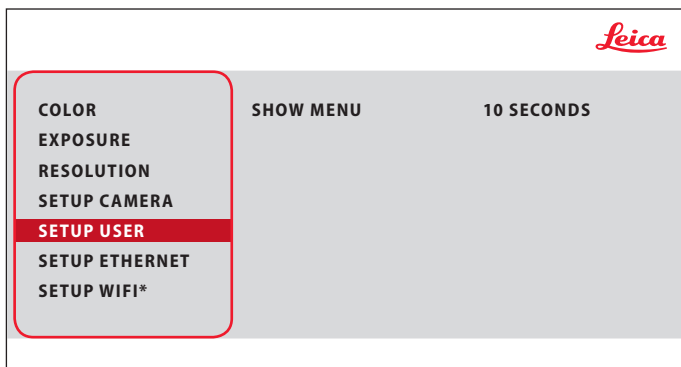 Leica
COLOR SHOW MENU 10 SECONDS
EXPOSURE
RESOLUTION
SETUP CAMERA
SETUP USER
SETUP ETHERNET
SETUP WIFI*